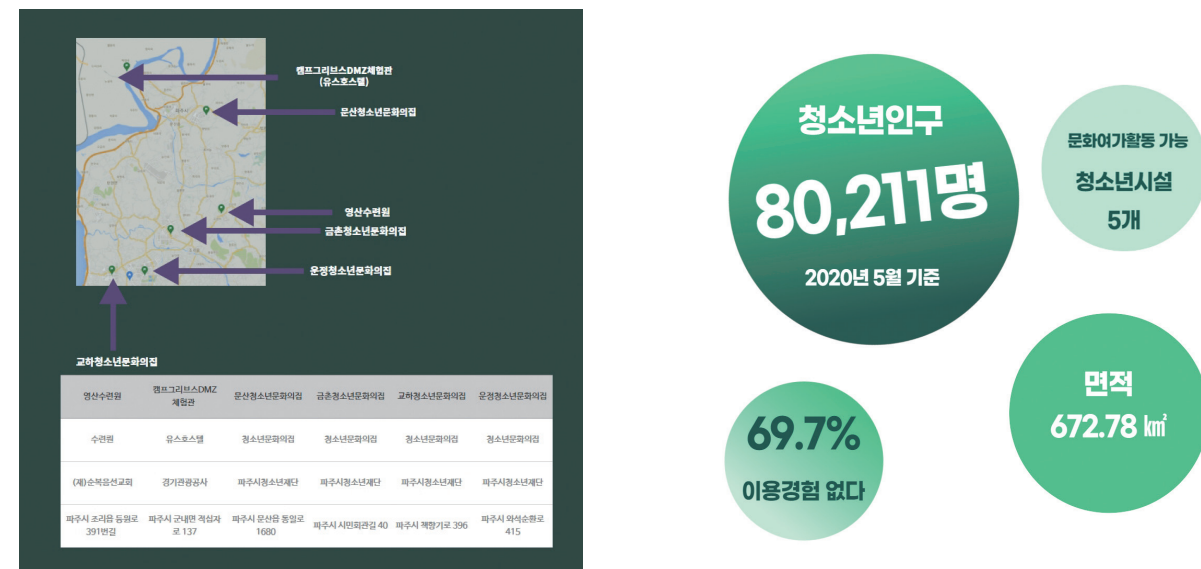 캠프그리브스DMZ체험관
(유스호스텔)
문산청소년문화의집
영산수련원
금촌청소년문화의집
운정청소년문화의집
교하청소년문화의집
영산수련원
캠프그리브스DMZ
체험관
문산청소년문화의집
금촌청소년문화의집
교하청소년문화의집
운정청소년문화의집
수련원
유스호스텔
청소년문화의집
청소년문화의집
청소년문화의집
청소년문화의집
(재)순복음선교회
경기관광공사
파주시청소년재단
파주시청소년재단
파주시청소년재단
파주시청소년재단
파주시 조리읍 등원로
391번길
파주시 군내면 적십자
로 137
파주시 문산읍 통일로
1680
파주시 시민회관길 40
파주시 책향기로 396
파주시 와석순환로
415
청소년인구
80,211명
2020년 5월 기준
문화여가활동 가능
청소년시설
5개
69.7%
이용경험 없다
면적
672.78 ㎢